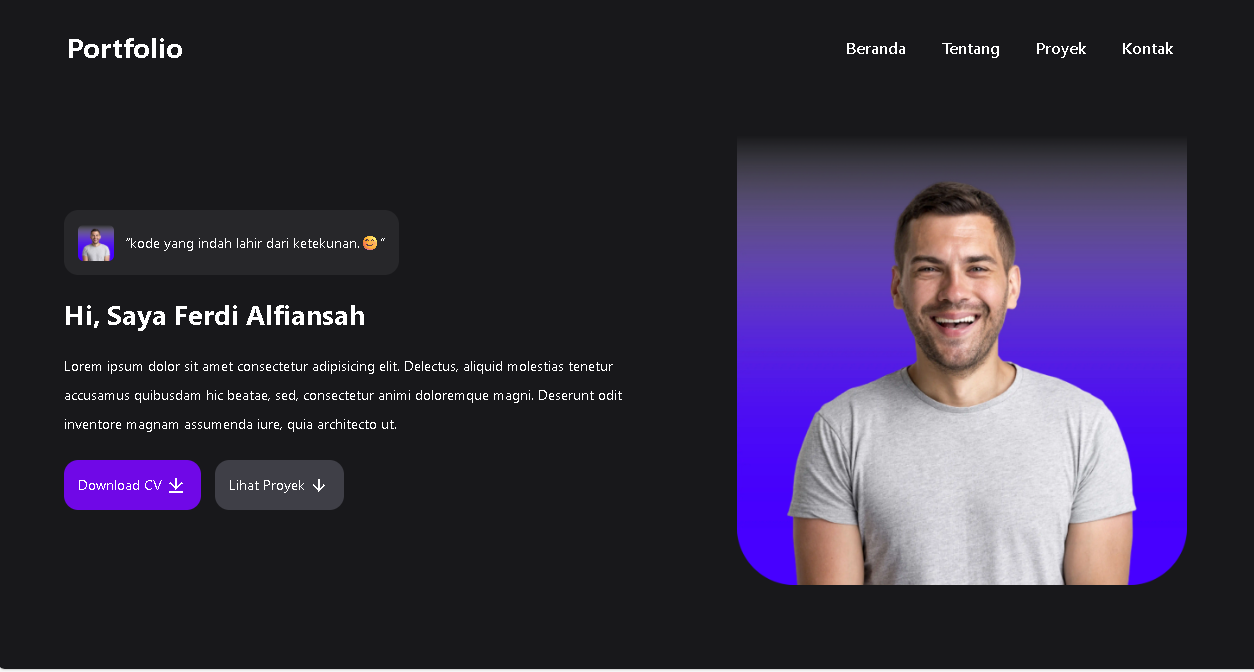 Portfolio
Beranda Tentang Proyek Kontak
“kode yang indah lahir dari ketekunan.😊”
Hi, Saya Ferdi Alfiansah
Lorem ipsum dolor sit amet consectetur adipisicing elit. Delectus, aliquid molestias tenetur
accusamus quibusdam hic beatae, sed, consectetur animi doloremque magni. Deserunt odit
inventore magnam assumenda iure, quia architecto ut.
Download CV
Lihat Proyek